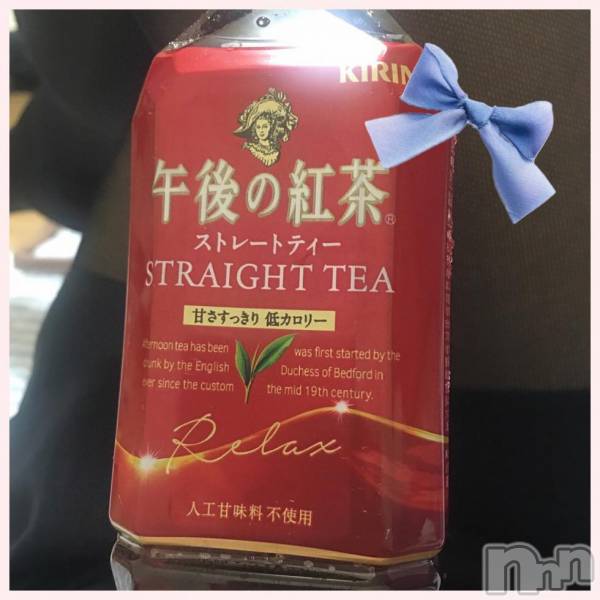 KIRIN
午後の紅茶®
ストレートティー
STRAIGHT TEA
甘さすっきり 低カロリー
Afternoon tea has been
drunk by the English
ever since the custom
was first started by the
Duchess of Bedford in
the mid 19th century.
Relax
人工甘味料 不使用
nnn